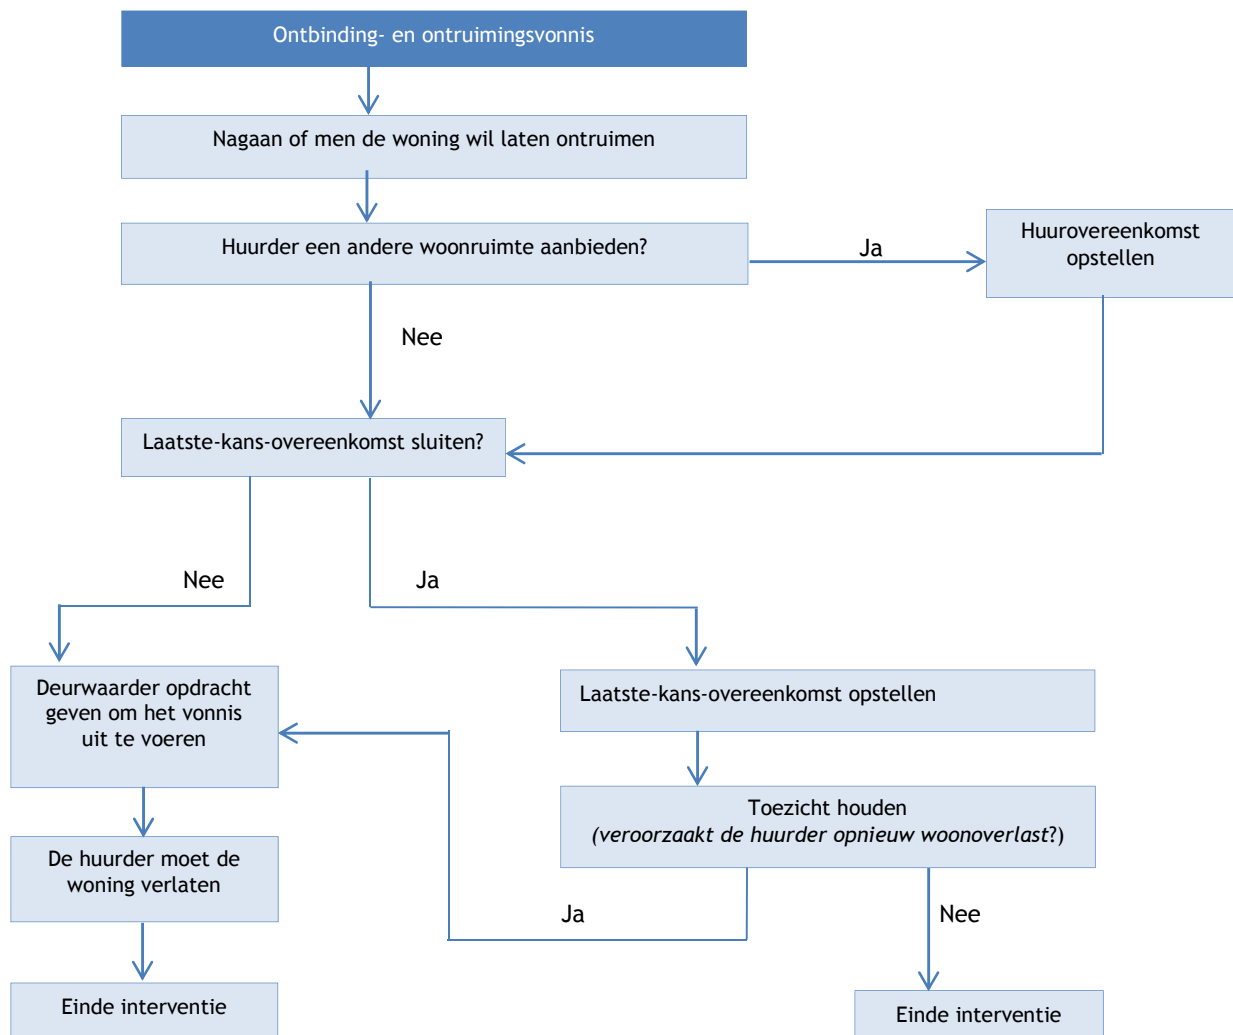 Ontbinding- en ontruimingsvonnis
Nagaan of men de woning wil laten ontruimen
Huurder een andere woonruimte aanbieden?
Ja
Huurovereenkomst
opstellen
Nee
Laatste-kans-overeenkomst sluiten?
Nee
Ja
Deurwaarder opdracht
geven om het vonnis
uit te voeren
Laatste-kans-overeenkomst opstellen
Toezicht houden
(veroorzaakt de huurder opnieuw woonoverlast?)
De huurder moet de
woning verlaten
Ja
Nee
Einde interventie
Einde interventie